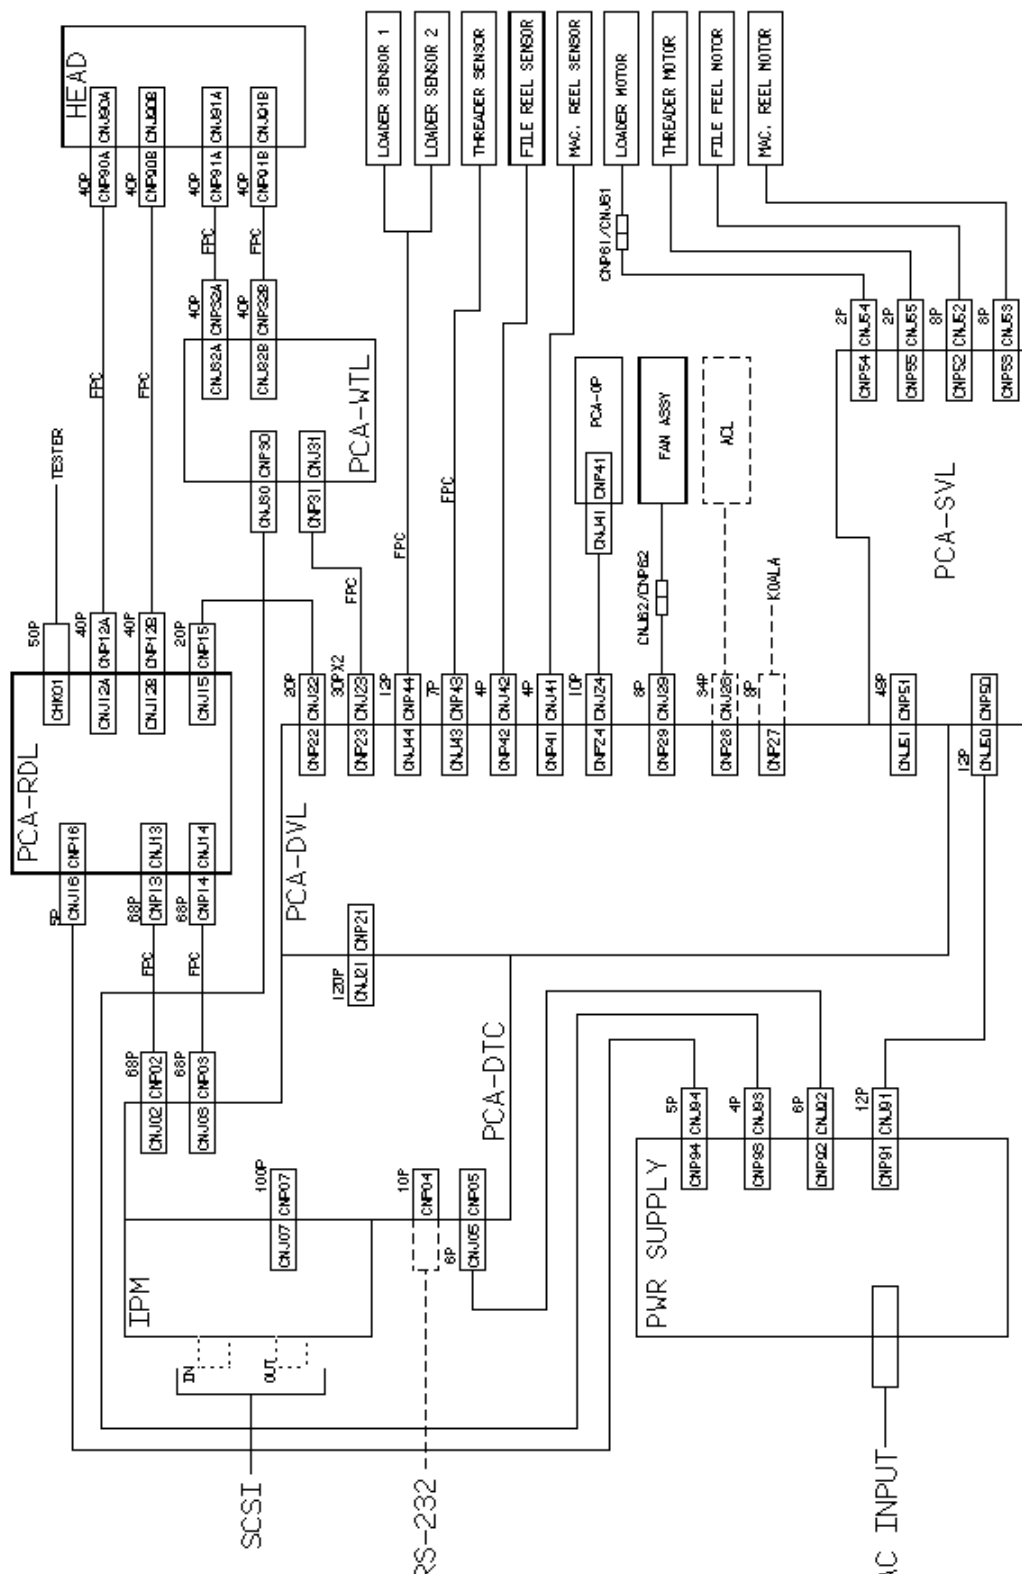 HEAD
40P
CNP90A CNJ90A
40P
CNP90B CNJ90B
40P
CNP91A CNJ91A
40P
CNP91B CNJ91B
LOADER SENSOR 1
LOADER SENSOR 2
THREADER SENSOR
FILE REEL SENSOR
MAC. REEL SENSOR
LOADER MOTOR
THREADER MOTOR
FILE FEEL MOTOR
MAC. REEL MOTOR
FPC
FPC
FPC
FPC
40P
CNJ32A CNP32A
40P
CNJ32B CNP32B
PCA-WTL
CNJ30 CNP30
CNP31 CNJ31
TESTER
CNP61/CNJ61
2P
CNP54 CNJ54
2P
CNP55 CNJ55
8P
CNP52 CNJ52
8P
CNP53 CNJ53
PCA-SVL
PCA-OP
CNJ41 CNP41
FAN ASSY
ACL
CNJ62/CNP62
KOALA
FPC
FPC
FPC
PCA-RDL
50P
CHK01
40P
CNJ12A CNP12A
40P
CNJ12B CNP12B
20P
CNJ15 CNP15
5P
CNJ16 CNP16
68P
CNP13 CNJ13
68P
CNP14 CNJ14
PCA-DVL
20P
CNP22 CNJ22
30PX2
CNP23 CNJ23
12P
CNJ44 CNP44
7P
CNJ43 CNP43
4P
CNP42 CNJ42
4P
CNP41 CNJ41
10P
CNP24 CNJ24
CNP29 CNJ29
34P
CNP28 CNJ28
CNP27
CNJ51 CNP51
12P
CNJ50 CNP50
FPC
FPC
120P
CNJ21 CNP21
68P
CNJ02 CNP02
68P
CNJ03 CNP03
PCA-DTC
IPM
100P
CNJ07 CNP07
10P
CNP04
6P
CNJ05 CNP05
PWR SUPPLY
5P
CNP94 CNJ94
4P
CNP93 CNJ93
6P
CNP92 CNJ92
12P
CNP91 CNJ91
IN
OUT
SCSI
RS-232
AC INPUT